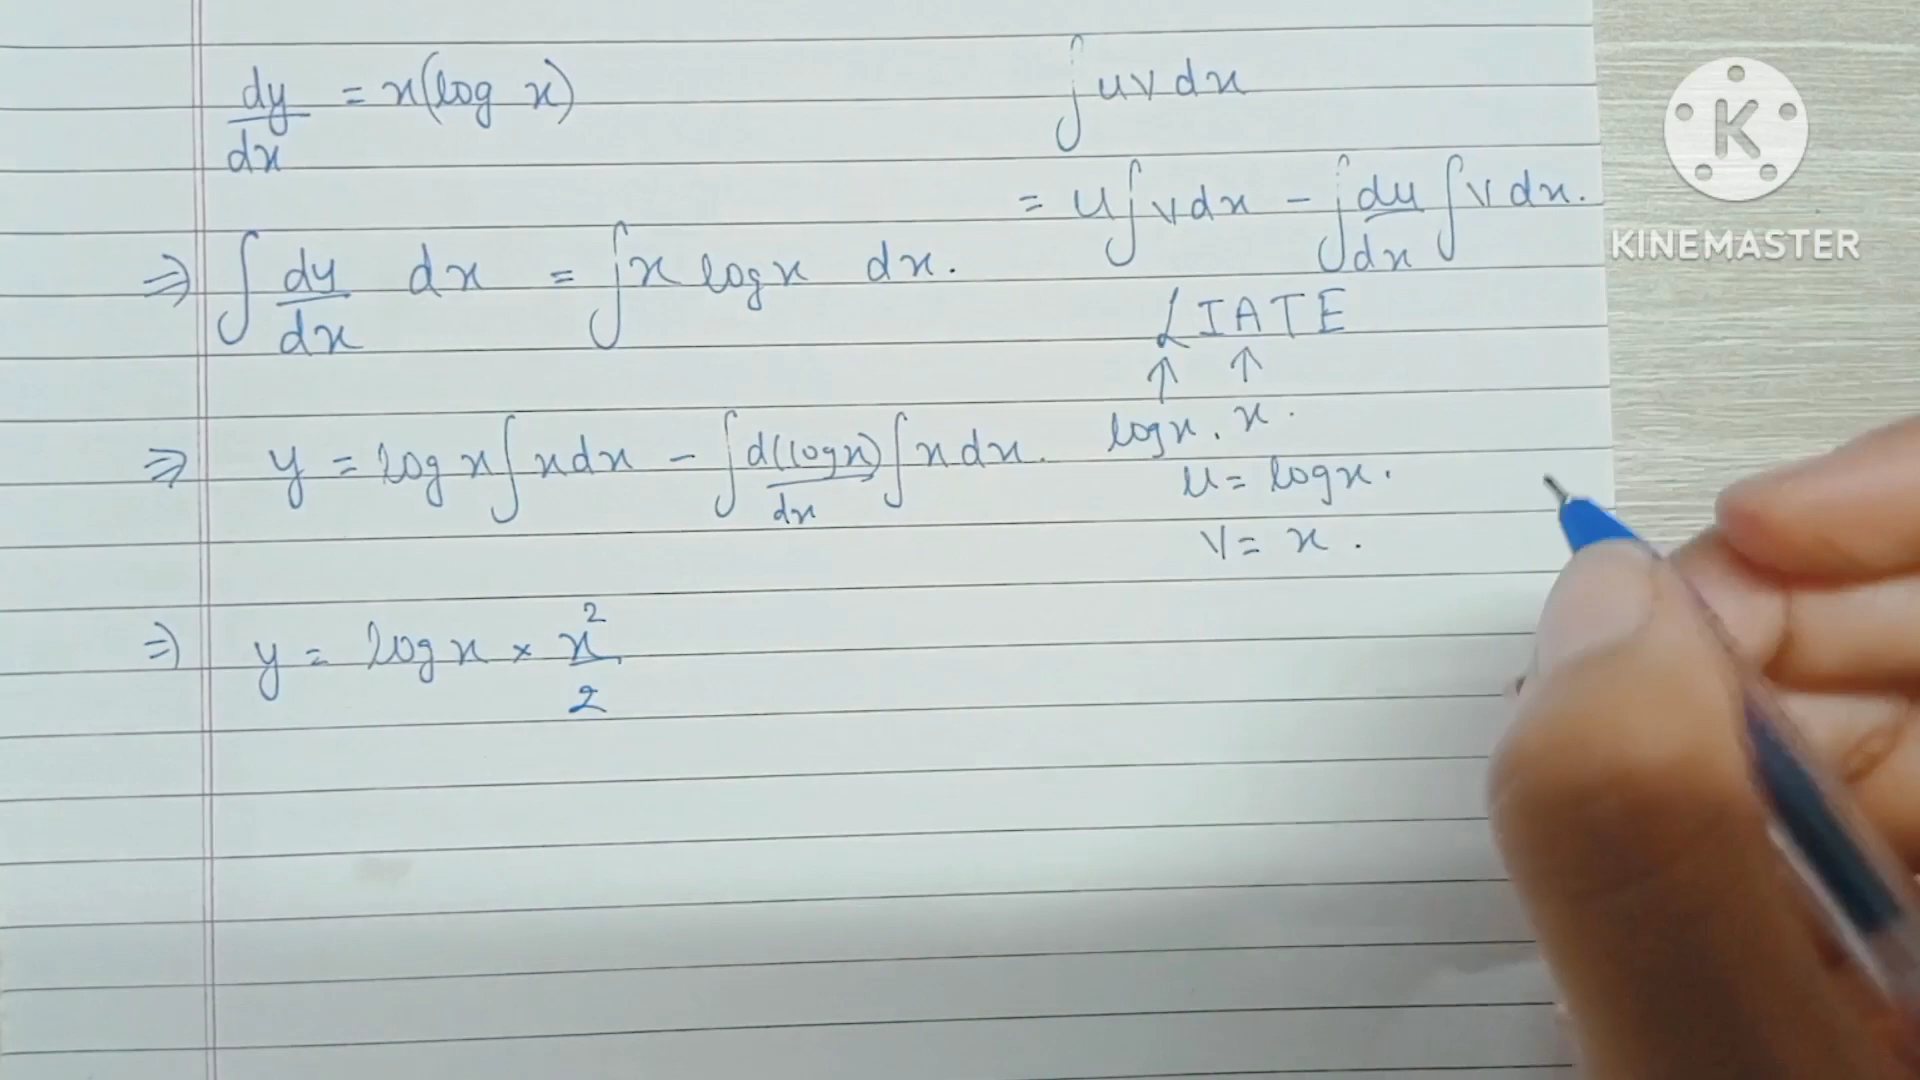 dy/dx = x(log x)
⇒ ∫ dy/dx dx = ∫ x log x dx.
⇒ y = log x ∫ x dx - ∫ d(log x)/dx ∫ x dx.
⇒ y = log x × x²/2
∫ u v dx
= u ∫ v dx - ∫ du/dx ∫ v dx.
LIATE
↑ ↑
log x . x .
u = log x .
v = x .
K
KINEMASTER